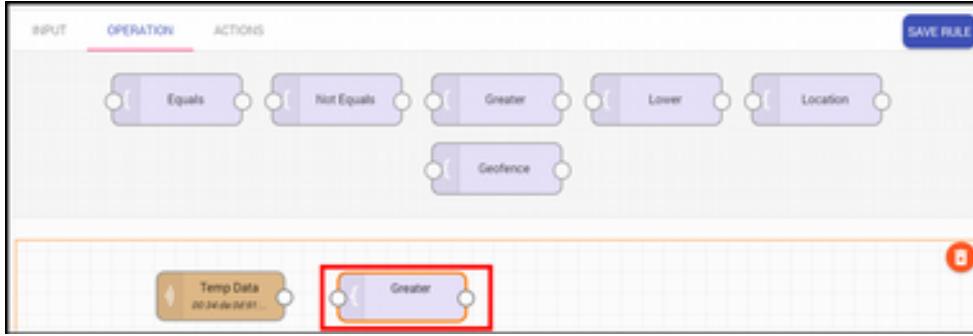 INPUT OPERATION ACTIONS SAVE RULE
Equals Not Equals Greater Lower Location
Geofence
Temp Data Greater